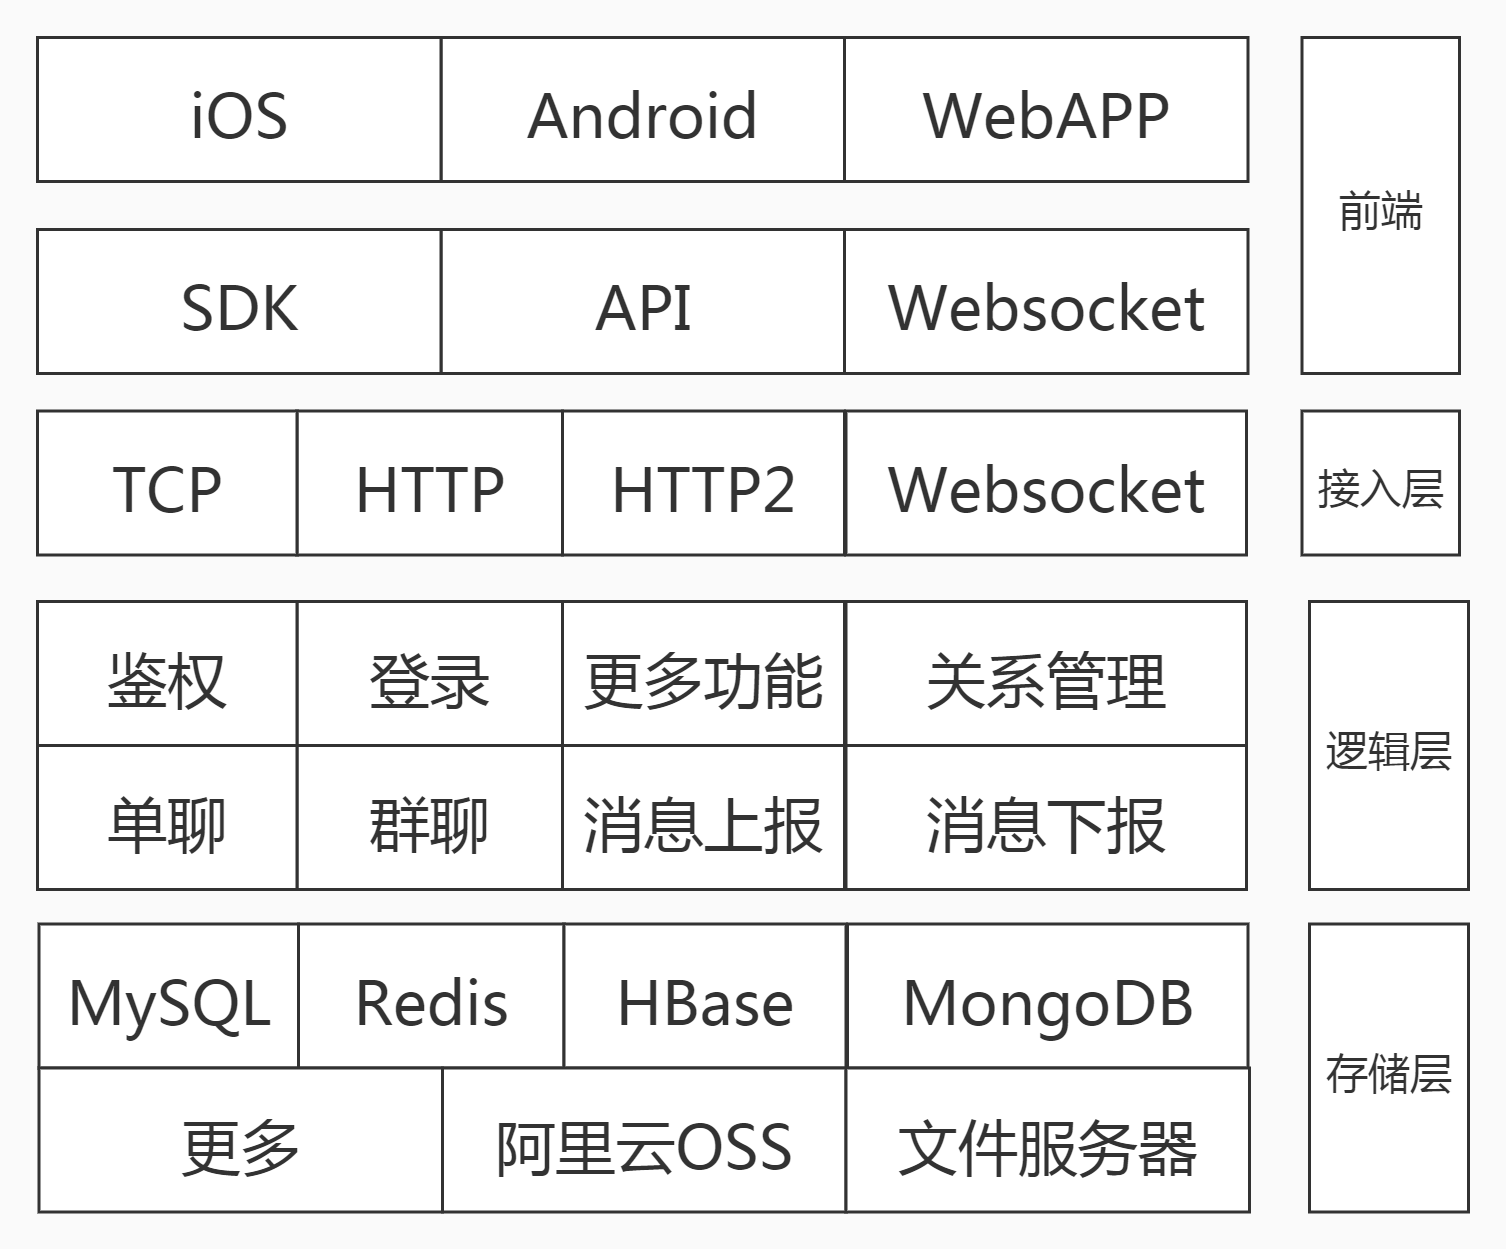 iOS Android WebAPP
前端
SDK API Websocket
TCP HTTP HTTP2 Websocket
接入层
鉴权 登录 更多功能 关系管理
逻辑层
单聊 群聊 消息上报 消息下报
MySQL Redis HBase MongoDB
存储层
更多 阿里云OSS 文件服务器